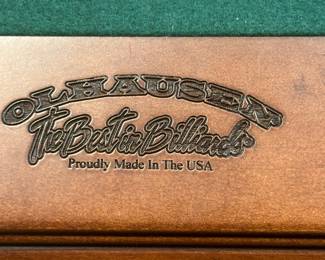 OLHAUSEN
The Best in Billiards
Proudly Made In The USA